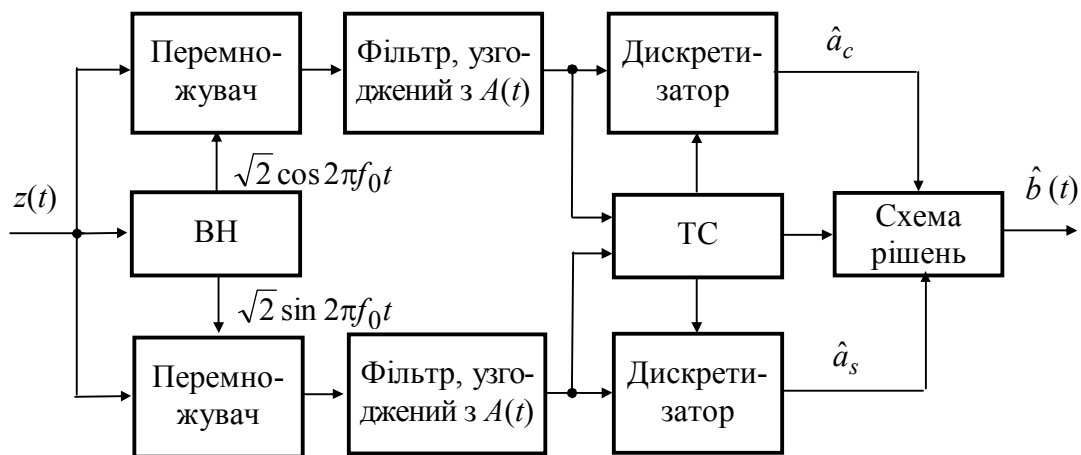 Перемно-
жувач
Фільтр, узго-
джений з A(t)
Дискрети-
затор
â_c
√2 cos 2πf₀t
z(t)
ВН
ТС
Схема
рішень
b̂ (t)
√2 sin 2πf₀t
Перемно-
жувач
Фільтр, узго-
джений з A(t)
Дискрети-
затор
â_s